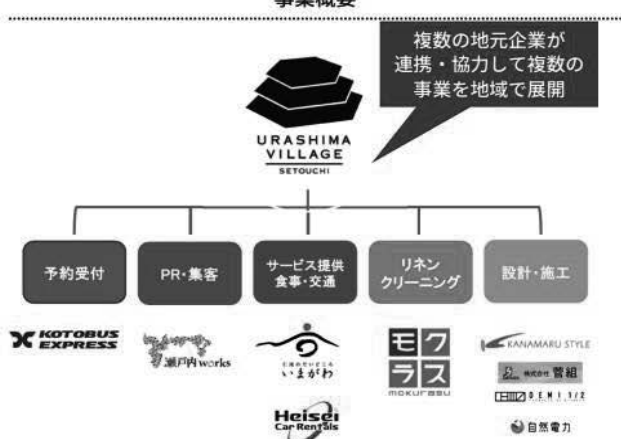 事業概要
複数の地元企業が
連携・協力して複数の
事業を地域で展開
URASHIMA
VILLAGE
SETOUCHI
予約受付
PR・集客
サービス提供
食事・交通
リネン
クリーニング
設計・施工
KOTOBUS
EXPRESS
瀬戸内works
いまがわ
Heisei
Car Rentals
モク
ラス
mokurasu
KANAMARU STYLE
株式会社 菅組
DEMI 1/2
自然電力